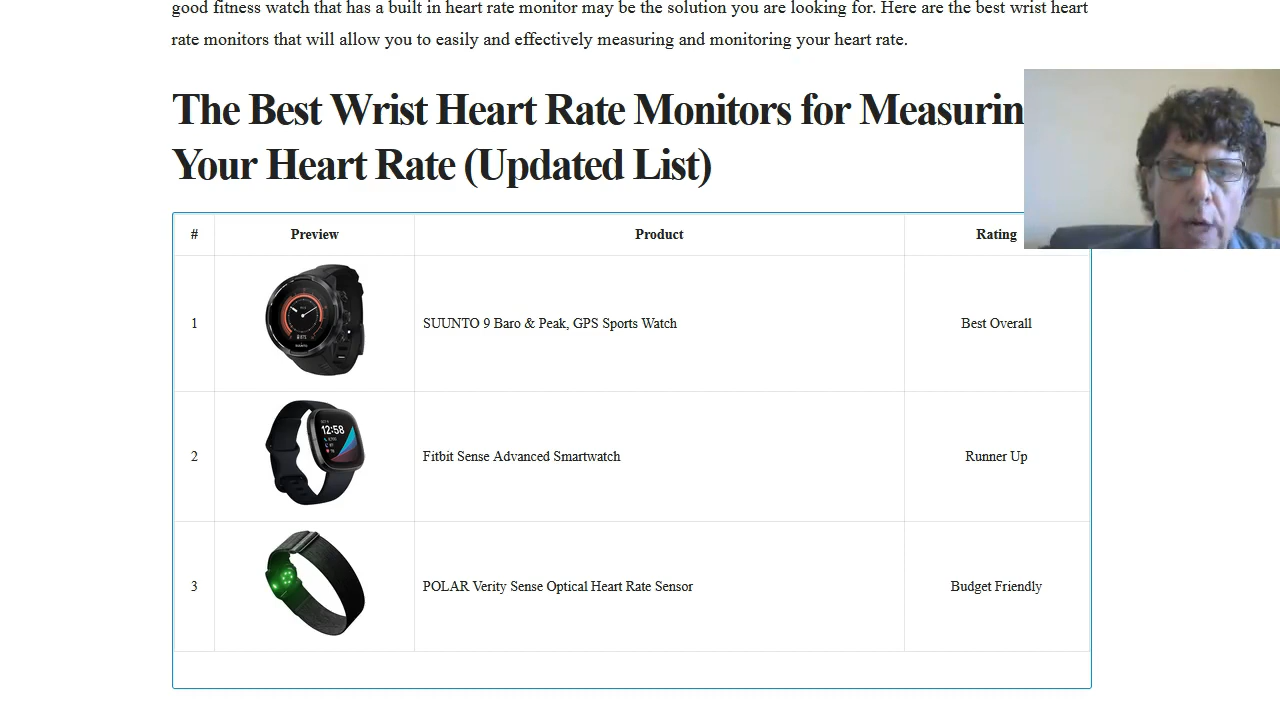 good fitness watch that has a built in heart rate monitor may be the solution you are looking for. Here are the best wrist heart
rate monitors that will allow you to easily and effectively measuring and monitoring your heart rate.
The Best Wrist Heart Rate Monitors for Measurin
Your Heart Rate (Updated List)
# Preview Product Rating
1 SUUNTO 9 Baro & Peak, GPS Sports Watch Best Overall
12:58
2 Fitbit Sense Advanced Smartwatch Runner Up
3 POLAR Verity Sense Optical Heart Rate Sensor Budget Friendly